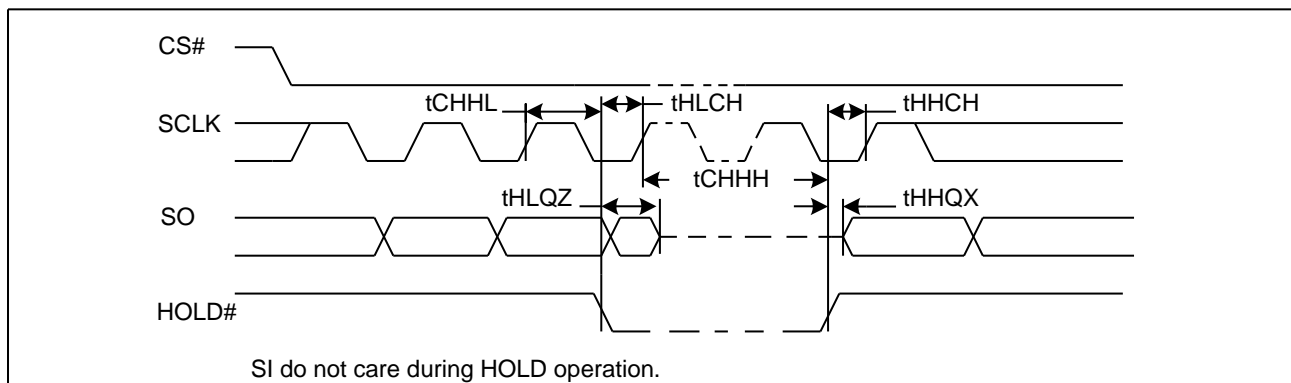 CS#
tCHHL
tHLCH
tHHCH
SCLK
tCHHH
tHLQZ
tHHQX
SO
HOLD#
SI do not care during HOLD operation.